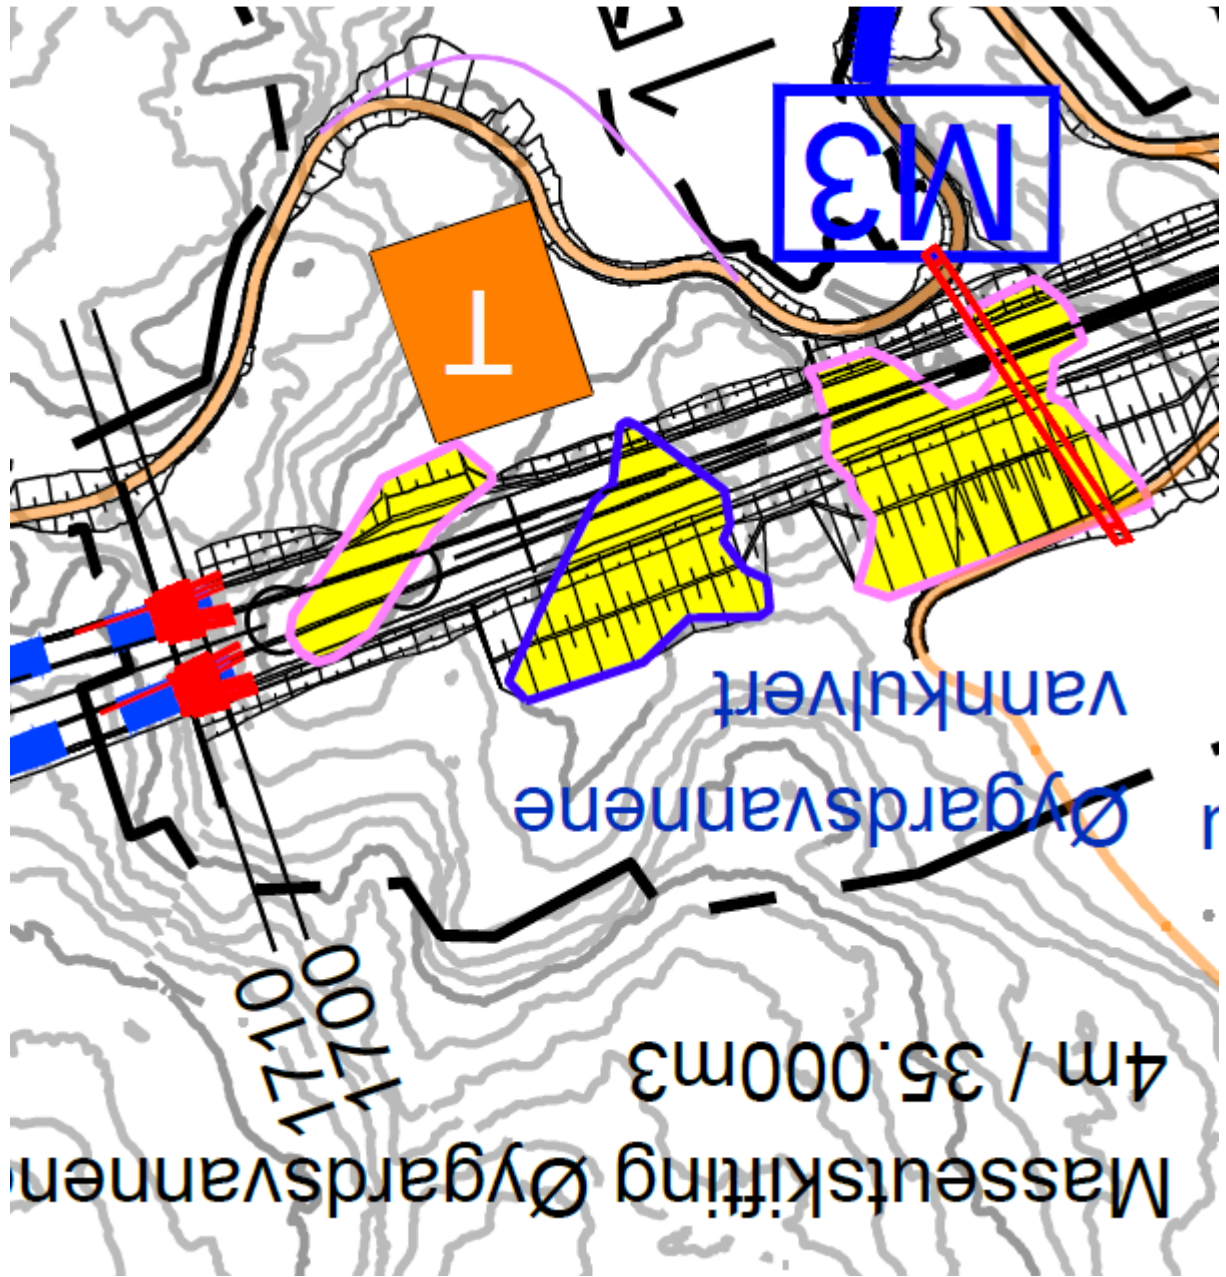 Masseutskifting Øygardsvannen
4m / 35.000m3
1700
1710
Øygardsvannene
vannkulvert
T
M3